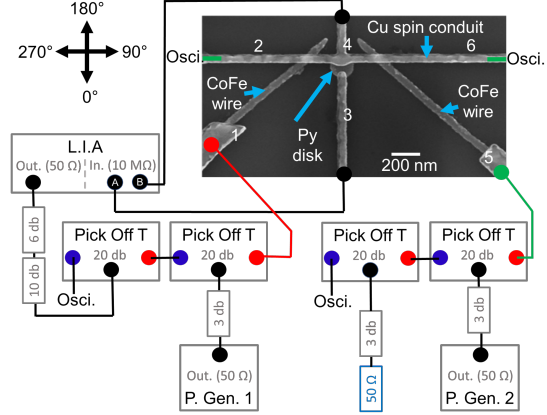 180°
270°
90°
0°
Cu spin conduit
2
4
6
Osci.
Osci.
CoFe
wire
CoFe
wire
1
Py
disk
3
5
200 nm
L.I.A
Out. (50 Ω)
In. (10 MΩ)
A
B
6 db
10 db
Pick Off T
20 db
Osci.
Pick Off T
20 db
3 db
Out. (50 Ω)
P. Gen. 1
Pick Off T
20 db
Osci.
3 db
50 Ω
Pick Off T
20 db
3 db
Out. (50 Ω)
P. Gen. 2